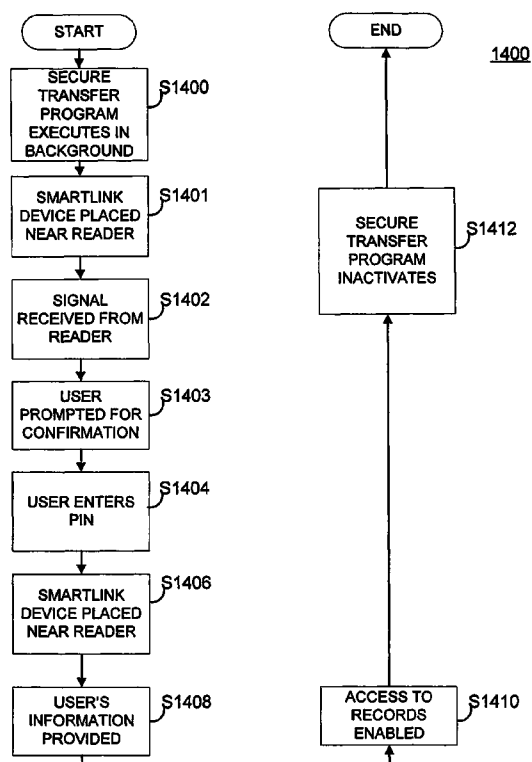 START
SECURE
TRANSFER
PROGRAM
EXECUTES IN
BACKGROUND
S1400
SMARTLINK
DEVICE PLACED
NEAR READER
S1401
SIGNAL
RECEIVED FROM
READER
S1402
USER
PROMPTED FOR
CONFIRMATION
S1403
USER ENTERS
PIN
S1404
SMARTLINK
DEVICE PLACED
NEAR READER
S1406
USER'S
INFORMATION
PROVIDED
S1408
ACCESS TO
RECORDS
ENABLED
S1410
SECURE
TRANSFER
PROGRAM
INACTIVATES
S1412
END
1400